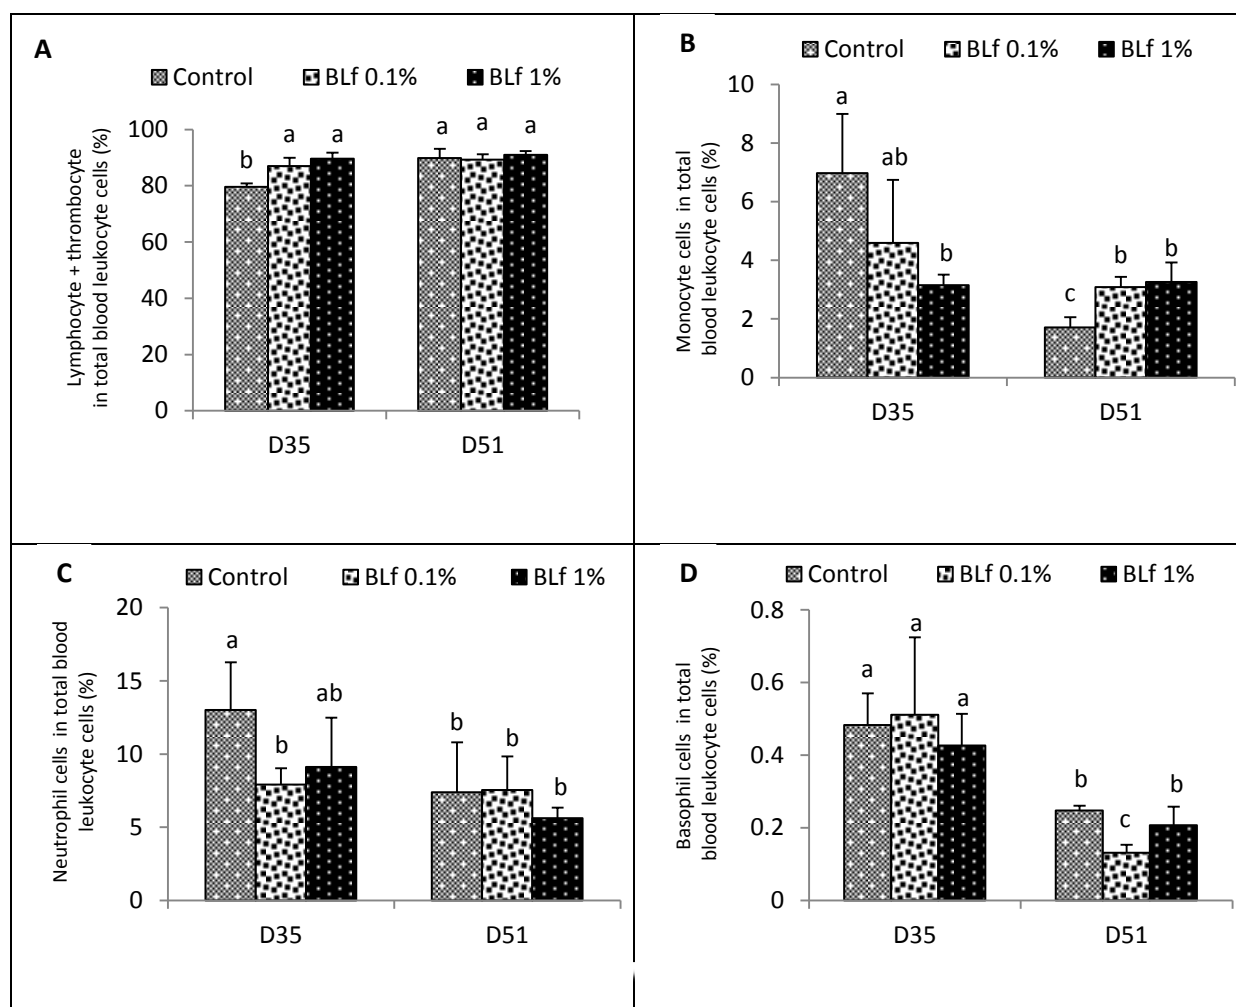 A
Control BLf 0.1% BLf 1%
Lymphocyte + thrombocyte
in total blood leukocyte cells (%)
100
80
60
40
20
0
b a a a a a
D35 D51
B
Control BLf 0.1% BLf 1%
Monocyte cells in total
blood leukocyte cells (%)
10
8
6
4
2
0
a ab b c b b
D35 D51
C
Control BLf 0.1% BLf 1%
Neutrophil cells in total blood
leukocyte cells (%)
20
15
10
5
0
a b ab b b b
D35 D51
D
Control BLf 0.1% BLf 1%
Basophil cells in total
blood leukocyte cells (%)
0.8
0.6
0.4
0.2
0
a a a b c b
D35 D51